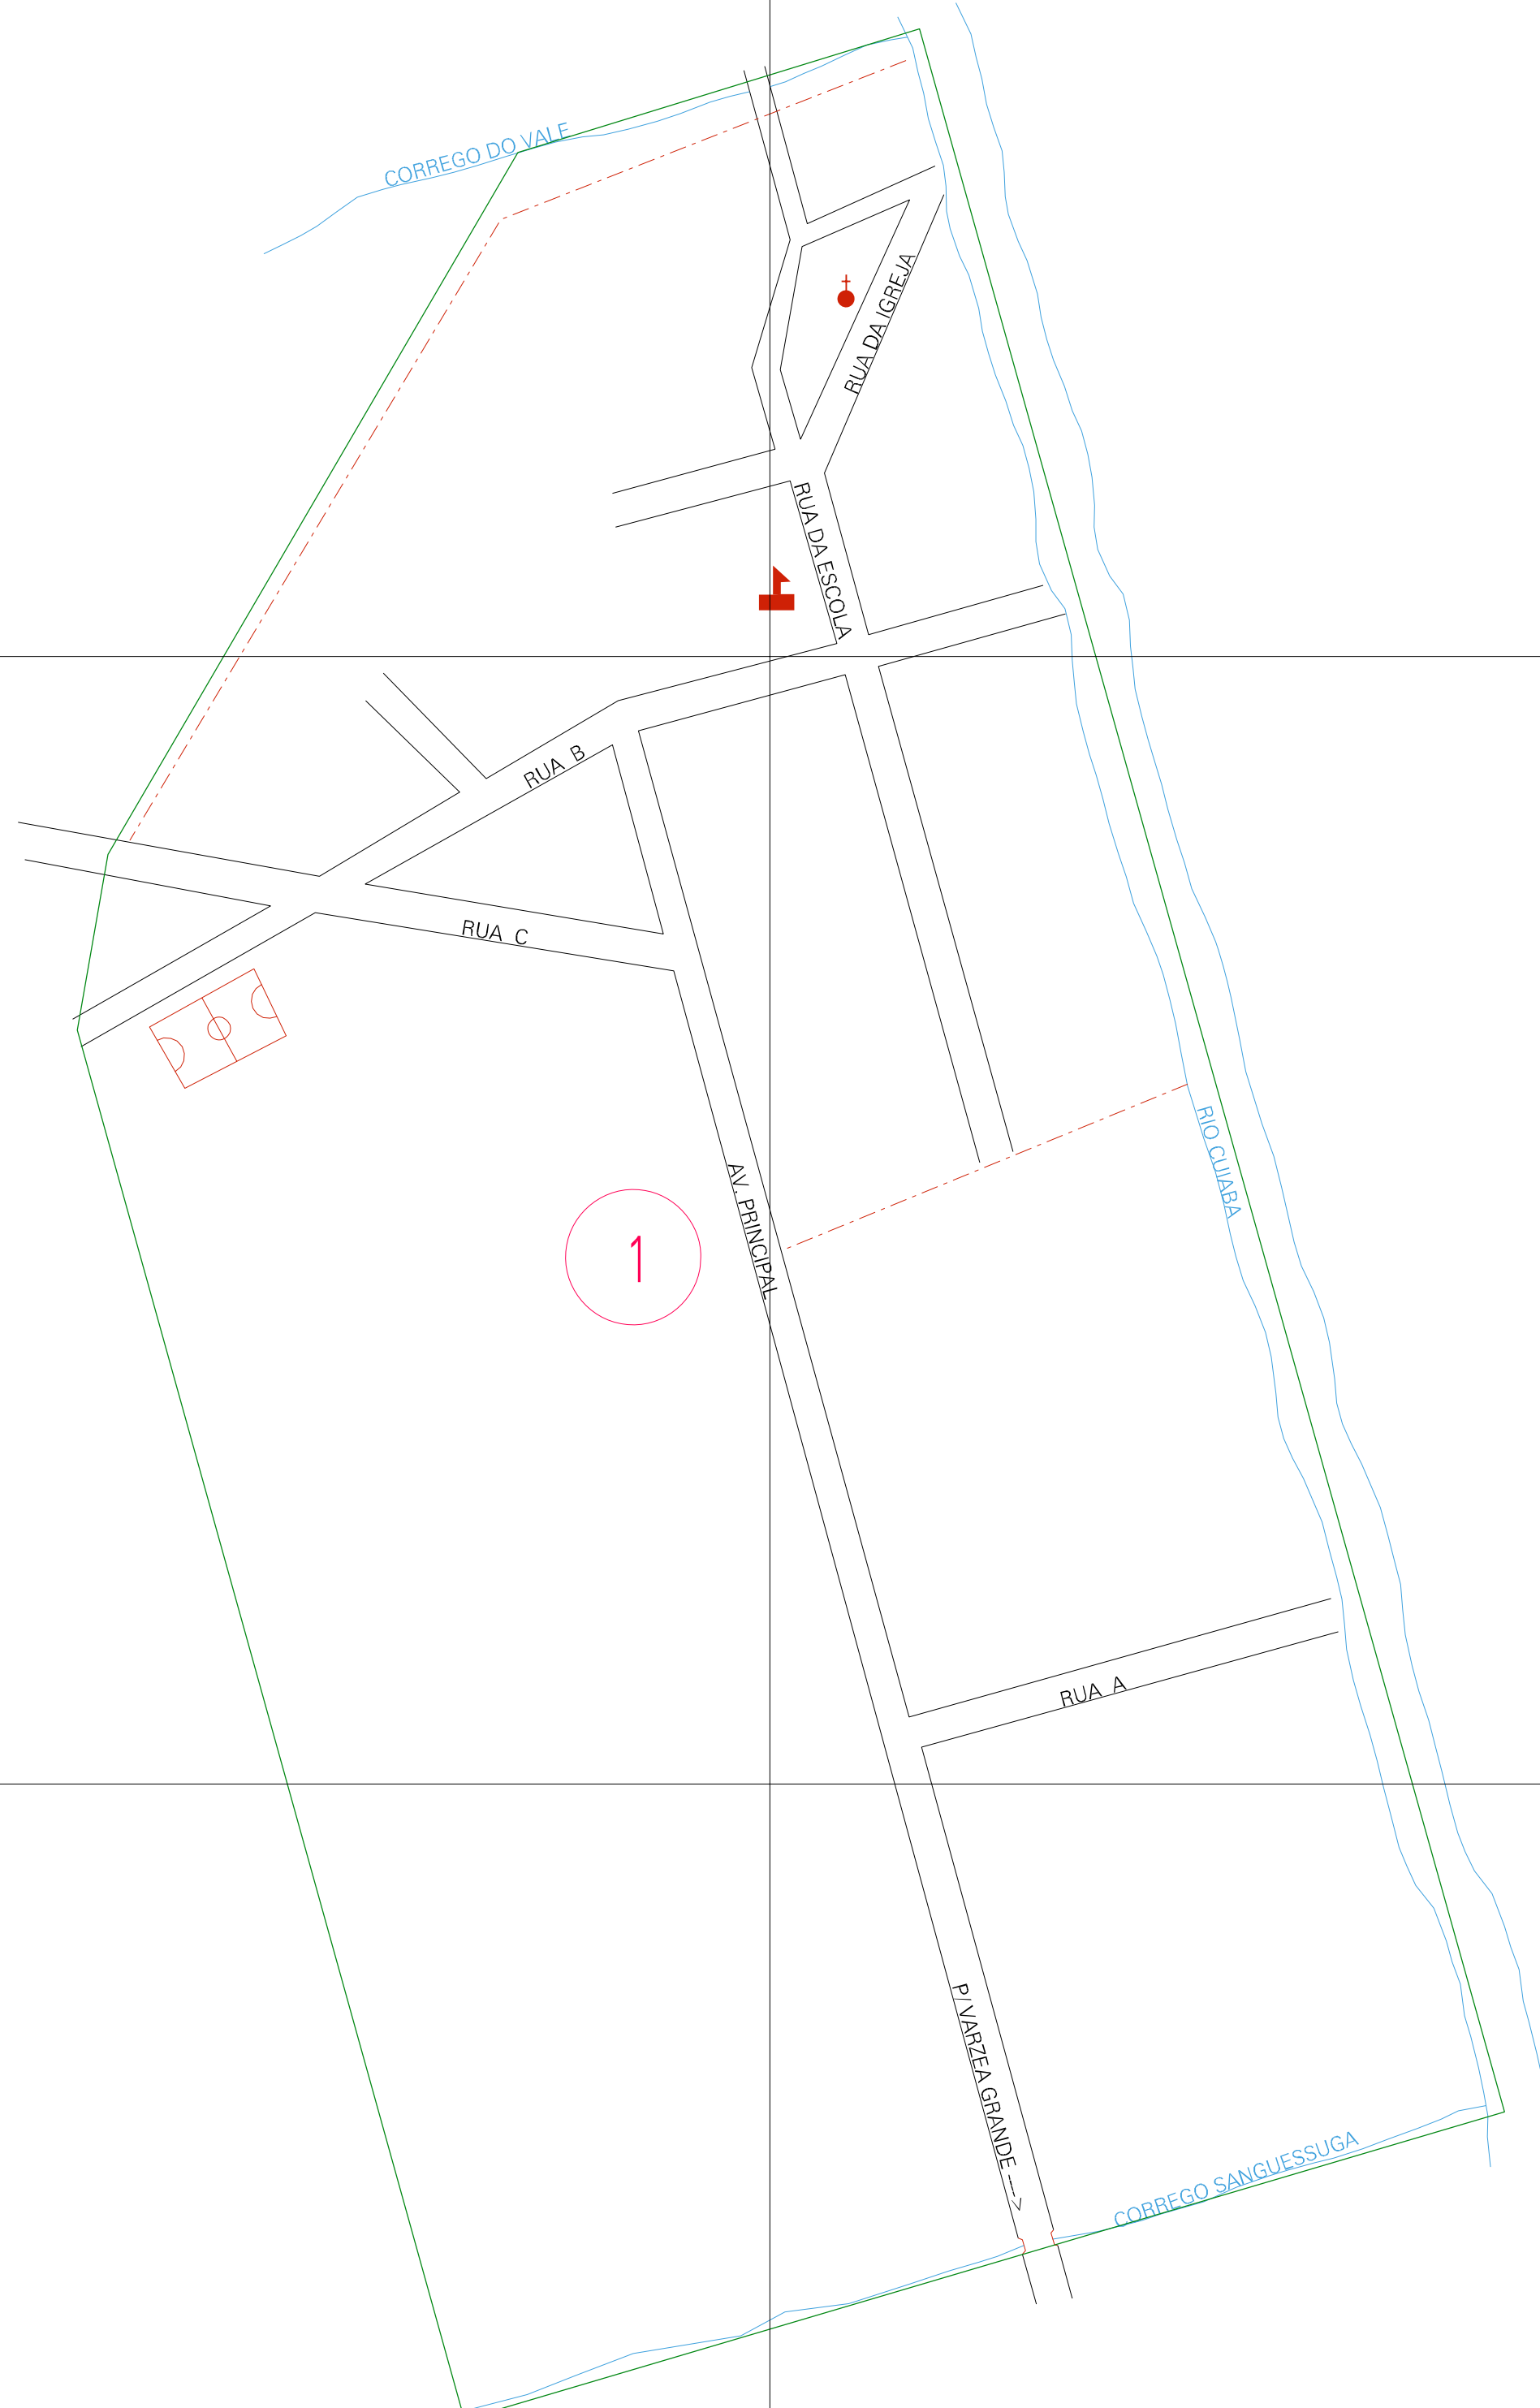 CORREGO DO VALE
RUA DA IGREJA
RUA DA ESCOLA
RUA B
RUA C
RIO CUIABA
AV. PRINCIPAL
1
RUA A
P/ VARZEA GRANDE
CORREGO SANGUESSUGA